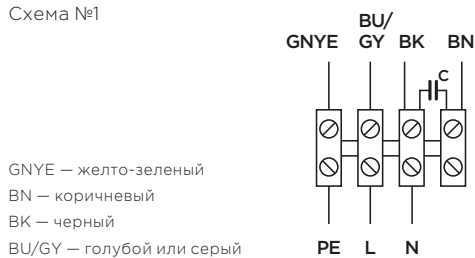 Схема №1
BU/
GNYE GY BK BN
C
GNYE — желто-зеленый
BN — коричневый
BK — черный
BU/GY — голубой или серый
PE L N